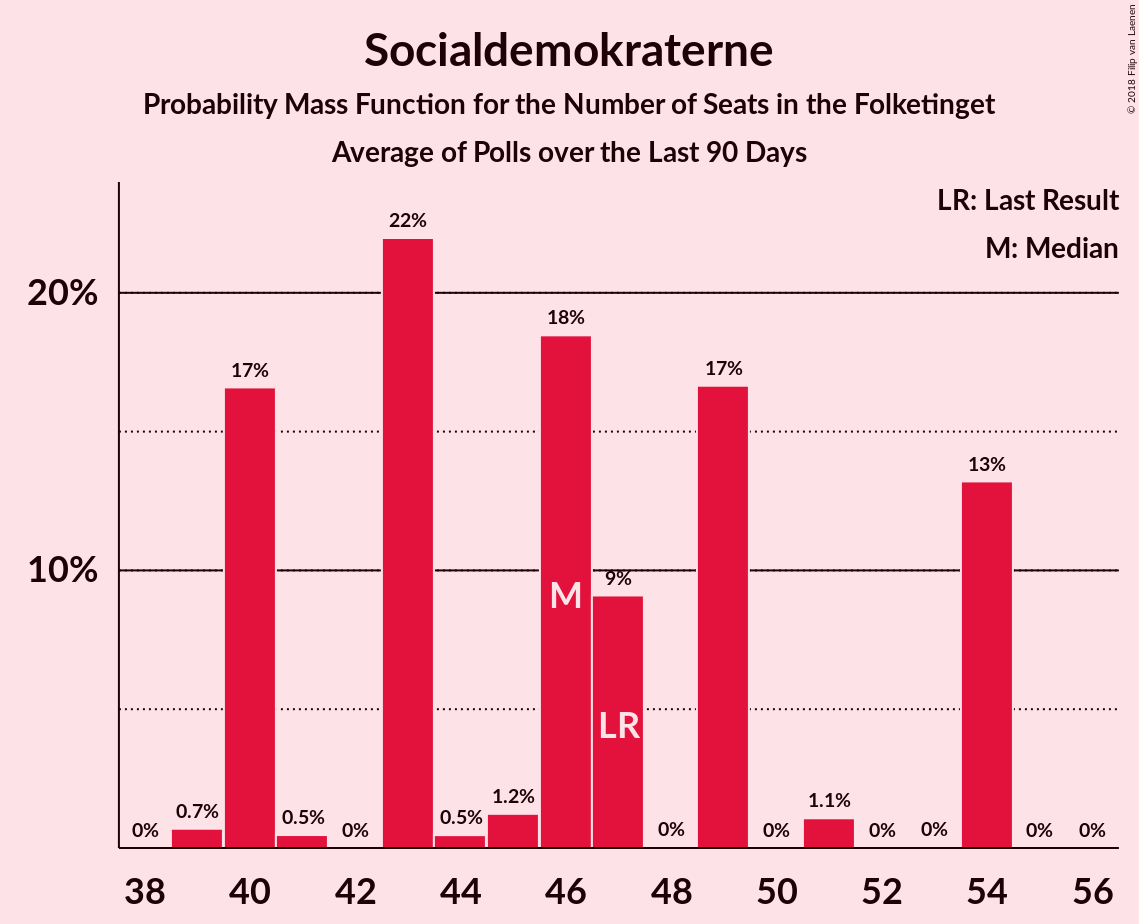 Socialdemokraterne
Probability Mass Function for the Number of Seats in the Folketinget
Average of Polls over the Last 90 Days
© 2018 Filip van Laenen
LR: Last Result
M: Median
20%
10%
0%
0.7%
17%
0.5%
0%
22%
0.5%
1.2%
18%
9%
0%
17%
0%
1.1%
0%
0%
13%
0%
0%
M
LR
38 40 42 44 46 48 50 52 54 56